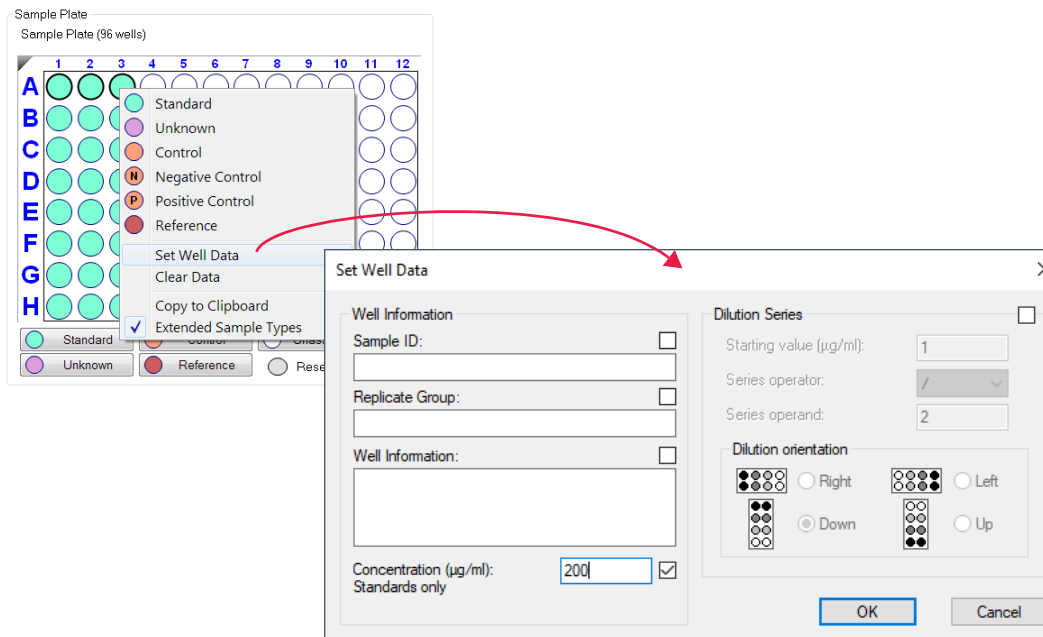 Sample Plate
Sample Plate (96 wells)
1 2 3 4 5 6 7 8 9 10 11 12
A
B
C
D
E
F
G
H
Standard
Unknown
Control
N Negative Control
P Positive Control
Reference
Set Well Data
Clear Data
Copy to Clipboard
Extended Sample Types
Standard
Unknown Reference
Set Well Data
Well Information
Sample ID:
Replicate Group:
Well Information:
Concentration (µg/ml): 200
Standards only
Dilution Series
Starting value (µg/ml): 1
Series operator: /
Series operand: 2
Dilution orientation
Right Left
Down Up
OK Cancel